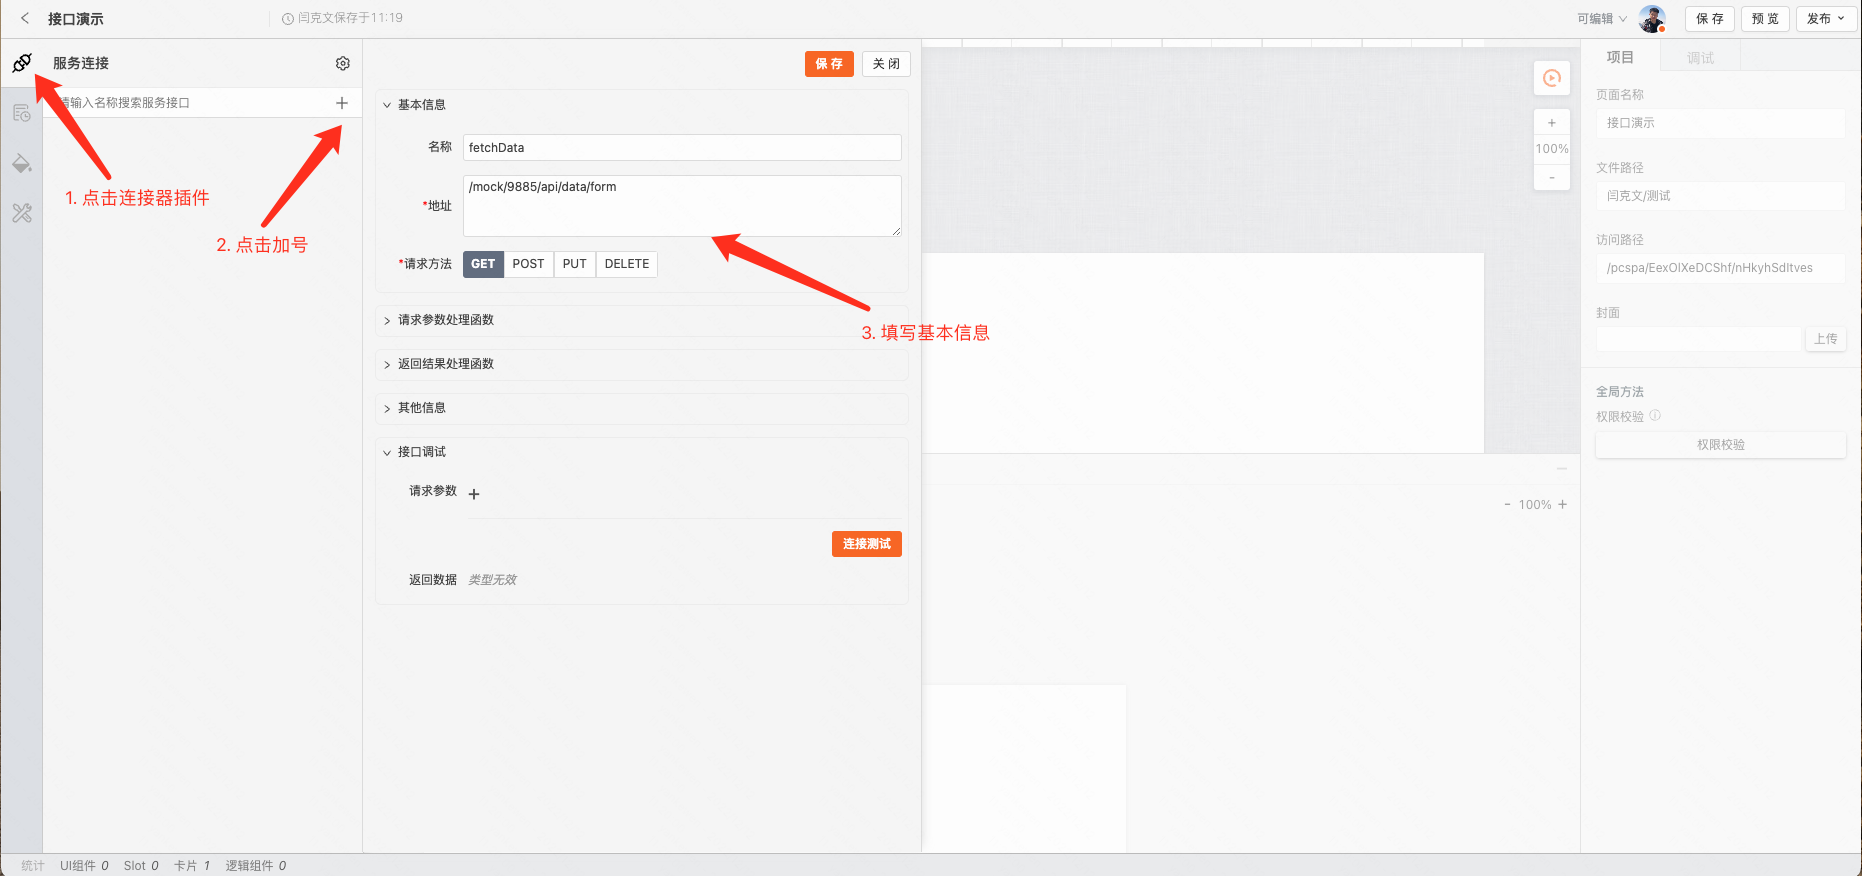 接口演示
闫克文保存于11:19
可编辑
保 存
预 览
发布
服务连接
请输入名称搜索服务接口
1. 点击连接器插件
2. 点击加号
保 存
关 闭
基本信息
名称
fetchData
*地址
/mock/9885/api/data/form
*请求方法
GET
POST
PUT
DELETE
3. 填写基本信息
请求参数处理函数
返回结果处理函数
其他信息
接口调试
请求参数
+
连接测试
返回数据
类型无效
+
100%
-
- 100% +
项目
调试
页面名称
接口演示
文件路径
闫克文/测试
访问路径
封面
上传
全局方法
权限校验
权限校验
统计 UI组件 0 Slot 0 卡片 1 逻辑组件 0